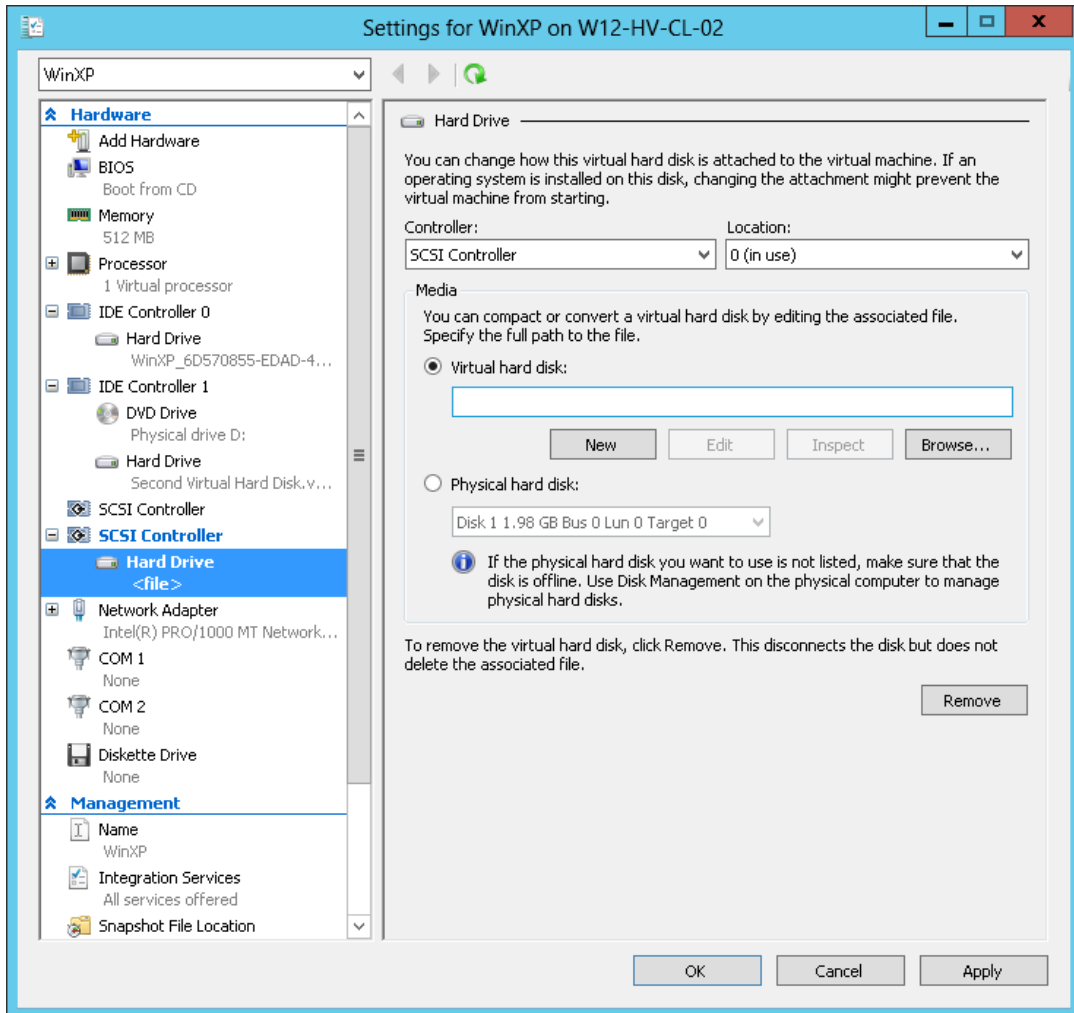 Settings for WinXP on W12-HV-CL-02
WinXP
Hardware
Add Hardware
BIOS
Boot from CD
Memory
512 MB
Processor
1 Virtual processor
IDE Controller 0
Hard Drive
WinXP_6D570855-EDAD-4...
IDE Controller 1
DVD Drive
Physical drive D:
Hard Drive
Second Virtual Hard Disk.v...
SCSI Controller
SCSI Controller
Hard Drive
<file>
Network Adapter
Intel(R) PRO/1000 MT Network...
COM 1
None
COM 2
None
Diskette Drive
None
Management
Name
WinXP
Integration Services
All services offered
Snapshot File Location
Hard Drive
You can change how this virtual hard disk is attached to the virtual machine. If an
operating system is installed on this disk, changing the attachment might prevent the
virtual machine from starting.
Controller:
Location:
SCSI Controller
0 (in use)
Media
You can compact or convert a virtual hard disk by editing the associated file.
Specify the full path to the file.
Virtual hard disk:
New
Edit
Inspect
Browse...
Physical hard disk:
Disk 1 1.98 GB Bus 0 Lun 0 Target 0
If the physical hard disk you want to use is not listed, make sure that the
disk is offline. Use Disk Management on the physical computer to manage
physical hard disks.
To remove the virtual hard disk, click Remove. This disconnects the disk but does not
delete the associated file.
Remove
OK
Cancel
Apply